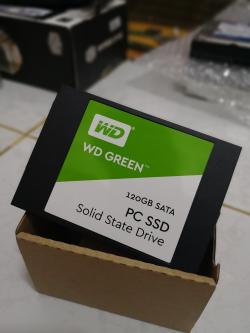 WD
WD GREEN™
120GB SATA
PC SSD
Solid State Drive